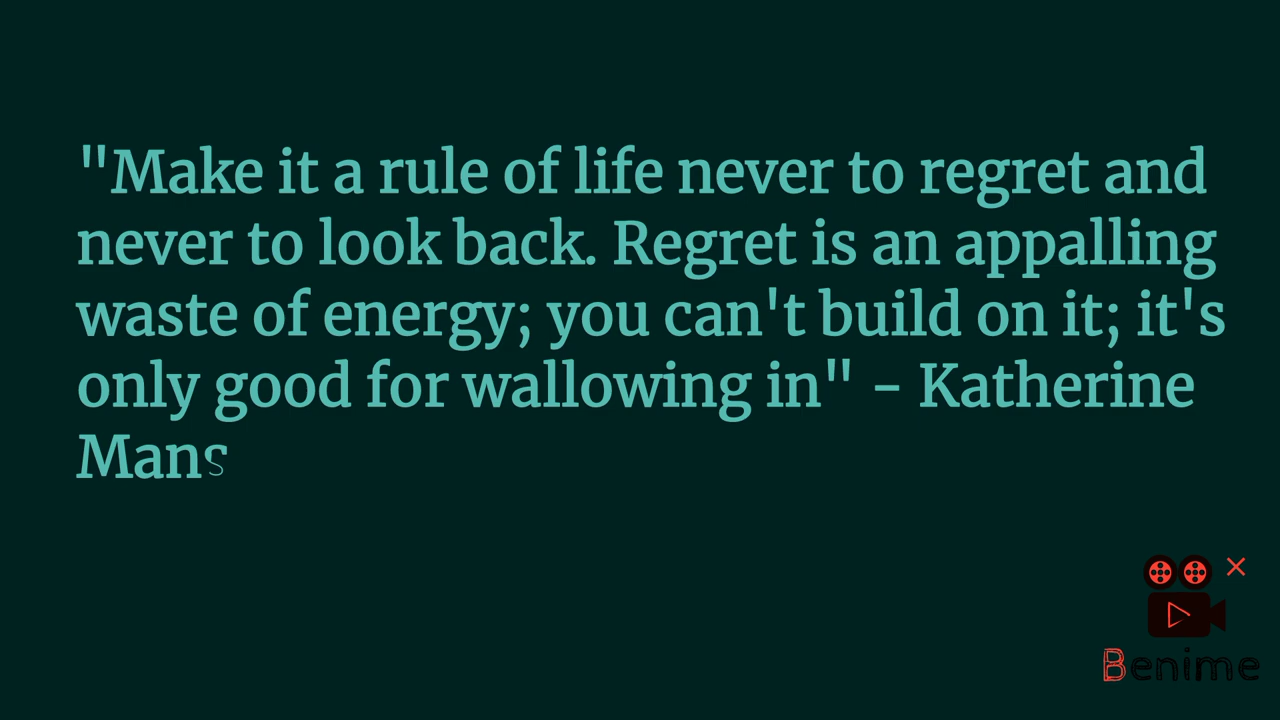 "Make it a rule of life never to regret and
never to look back. Regret is an appalling
waste of energy; you can't build on it; it's
only good for wallowing in" - Katherine
Mans
Benime